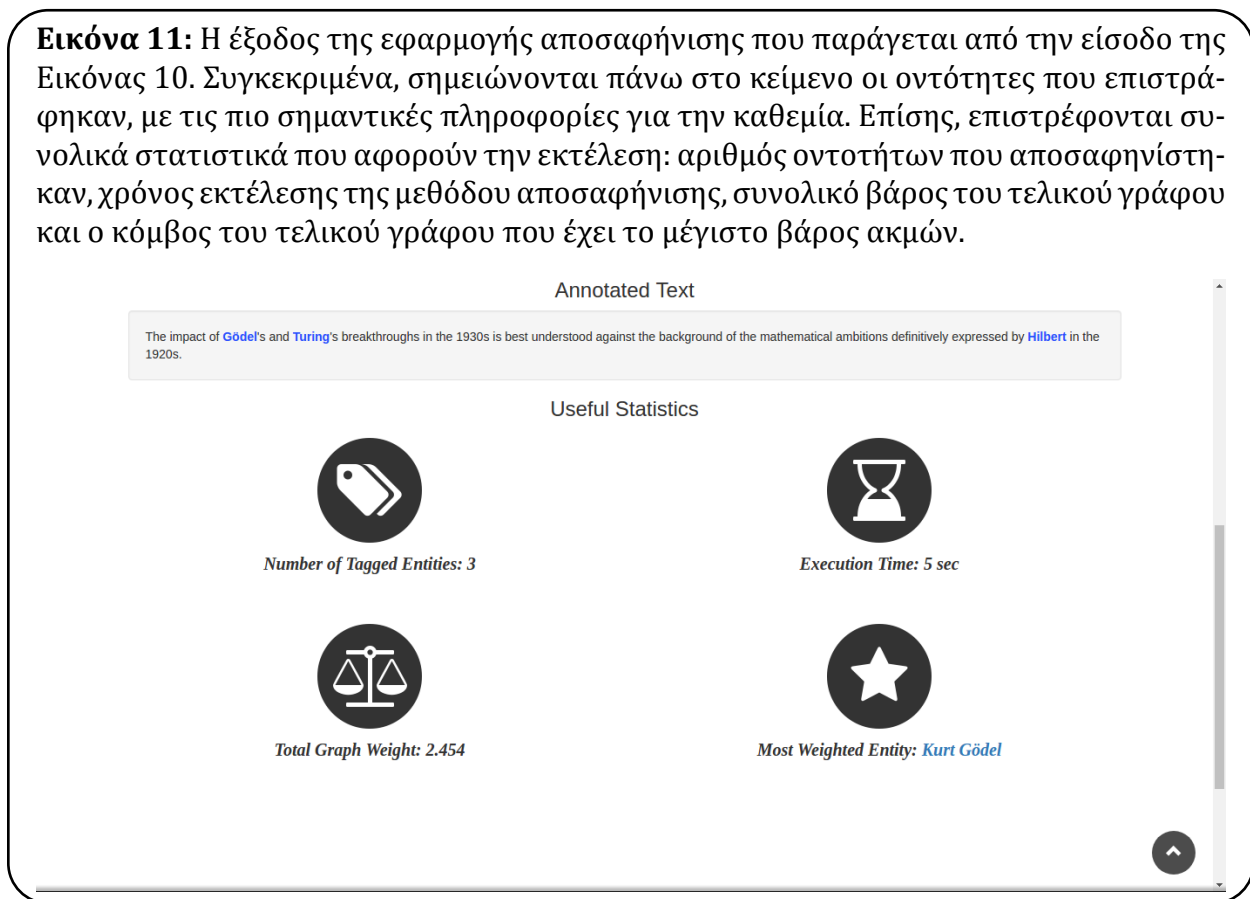 Εικόνα 11: Η έξοδος της εφαρμογής αποσαφήνισης που παράγεται από την είσοδο της
Εικόνας 10. Συγκεκριμένα, σημειώνονται πάνω στο κείμενο οι οντότητες που επιστρά-
φηκαν, με τις πιο σημαντικές πληροφορίες για την καθεμία. Επίσης, επιστρέφονται συ-
νολικά στατιστικά που αφορούν την εκτέλεση: αριθμός οντοτήτων που αποσαφηνίστη-
καν, χρόνος εκτέλεσης της μεθόδου αποσαφήνισης, συνολικό βάρος του τελικού γράφου
και ο κόμβος του τελικού γράφου που έχει το μέγιστο βάρος ακμών.
Annotated Text
The impact of Gödel's and Turing's breakthroughs in the 1930s is best understood against the background of the mathematical ambitions definitively expressed by Hilbert in the
1920s.
Useful Statistics
Number of Tagged Entities: 3
Execution Time: 5 sec
Total Graph Weight: 2.454
Most Weighted Entity: Kurt Gödel